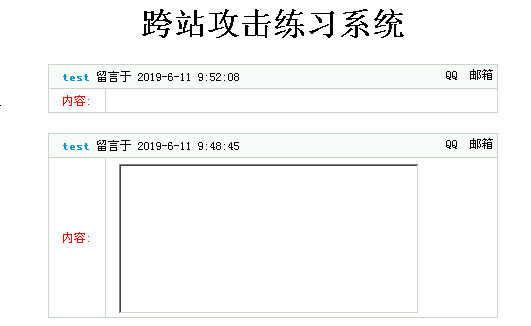 跨站攻击练习系统
test 留言于 2019-6-11 9:52:08 QQ 邮箱
内容:
test 留言于 2019-6-11 9:48:45 QQ 邮箱
内容: